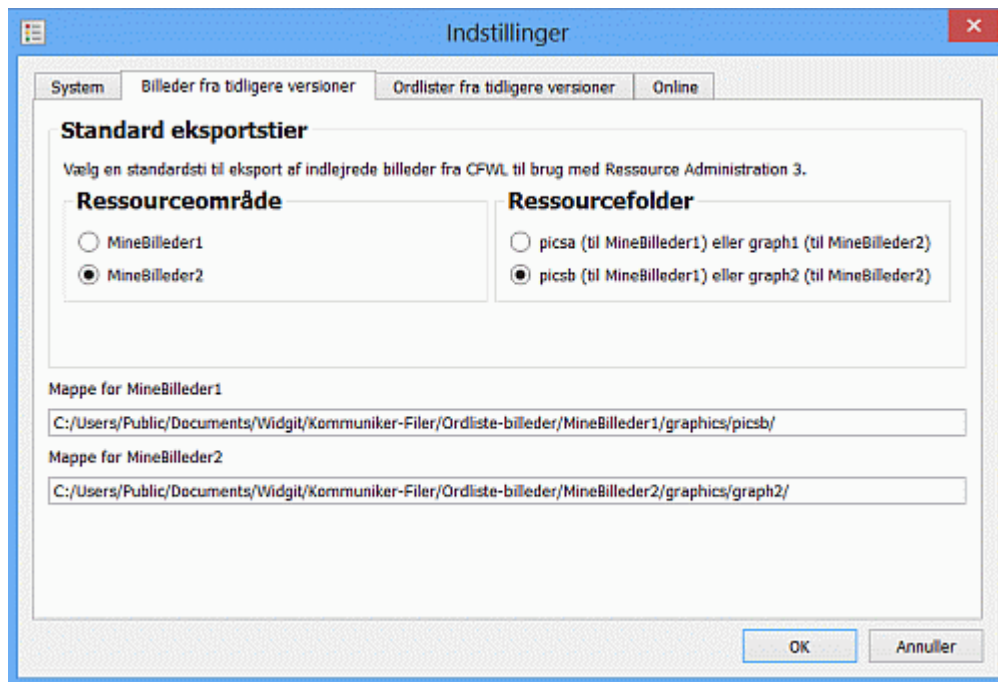 Indstillinger
System
Billeder fra tidligere versioner
Ordlister fra tidligere versioner
Online
Standard eksportstier
Vælg en standardsti til eksport af indlejrede billeder fra CFWL til brug med Ressource Administration 3.
Ressourceområde
MineBilleder1
MineBilleder2
Ressourcefolder
picsa (til MineBilleder1) eller graph1 (til MineBilleder2)
picsb (til MineBilleder1) eller graph2 (til MineBilleder2)
Mappe for MineBilleder1
C:/Users/Public/Documents/Widgit/Kommuniker-Filer/Ordliste-billeder/MineBilleder1/graphics/picsb/
Mappe for MineBilleder2
C:/Users/Public/Documents/Widgit/Kommuniker-Filer/Ordliste-billeder/MineBilleder2/graphics/graph2/
OK
Annuller